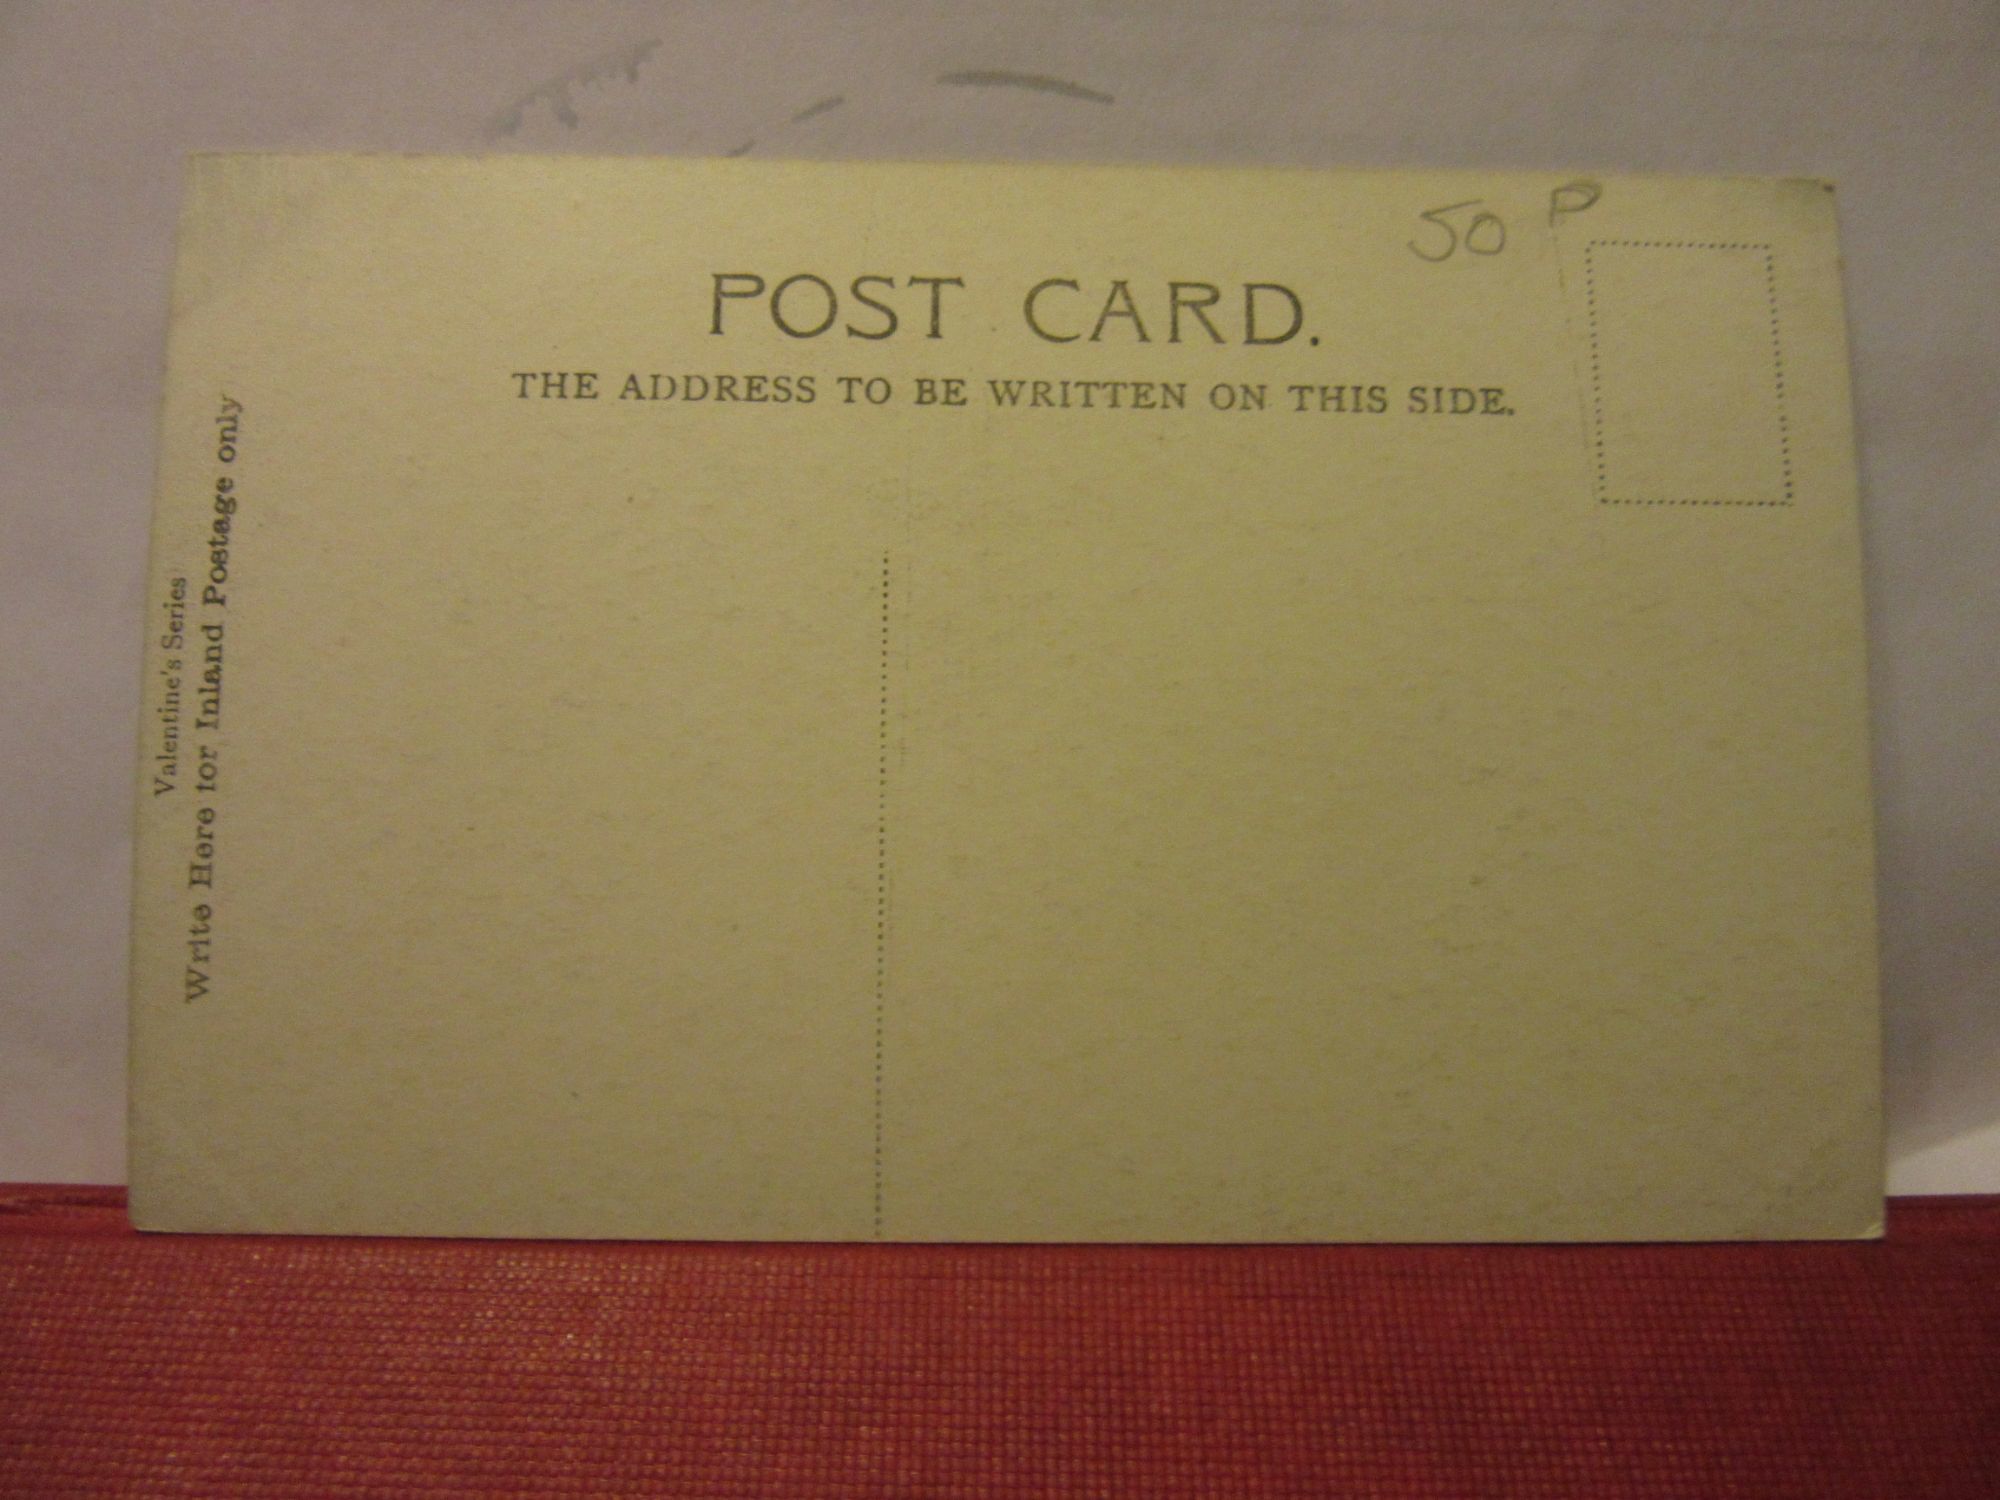 50 P
POST CARD.
THE ADDRESS TO BE WRITTEN ON THIS SIDE.
Valentine's Series
Write Here for Inland Postage only